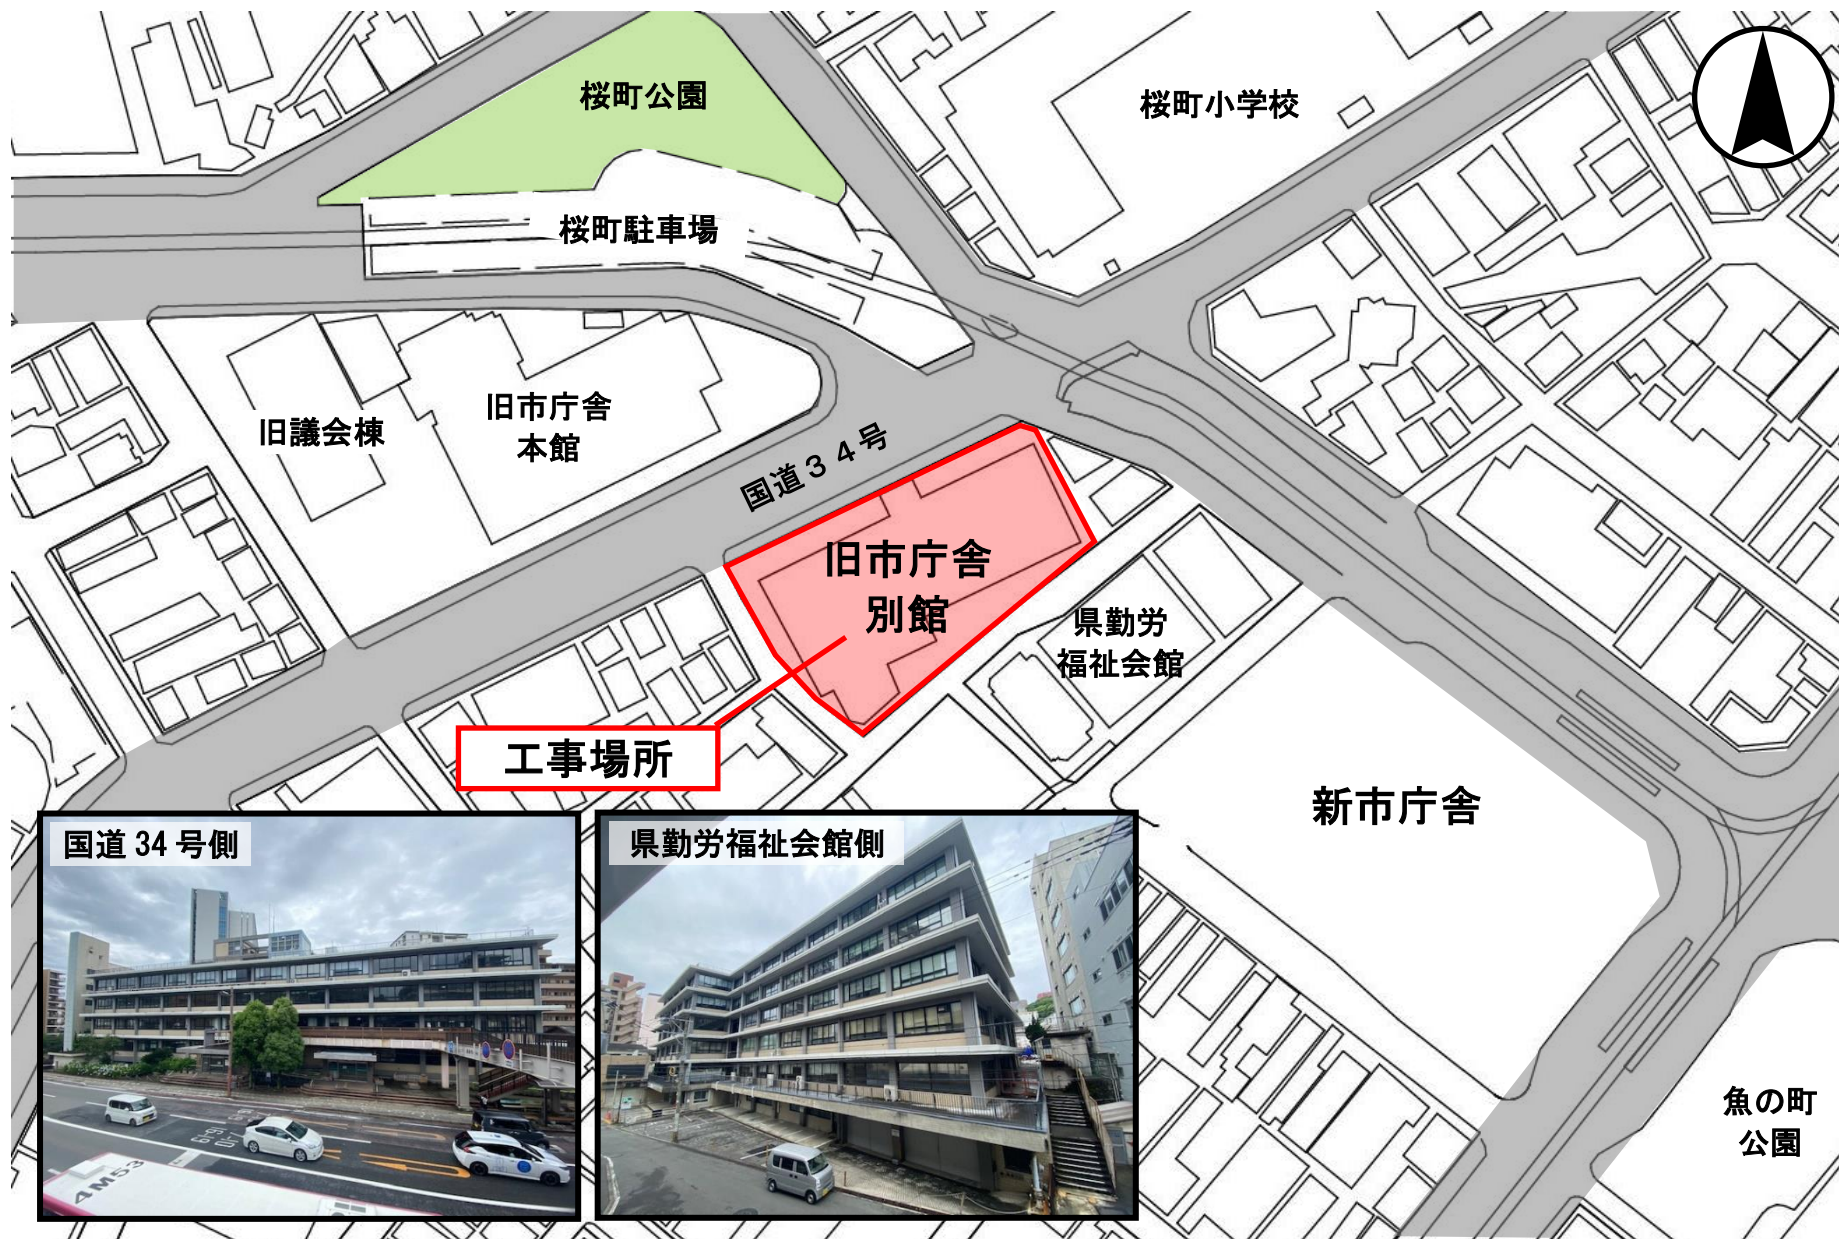 桜町公園
桜町小学校
桜町駐車場
旧議会棟
旧市庁舎
本館
国道34号
旧市庁舎
別館
県勤労
福祉会館
工事場所
新市庁舎
国道34号側
県勤労福祉会館側
魚の町
公園
4M53